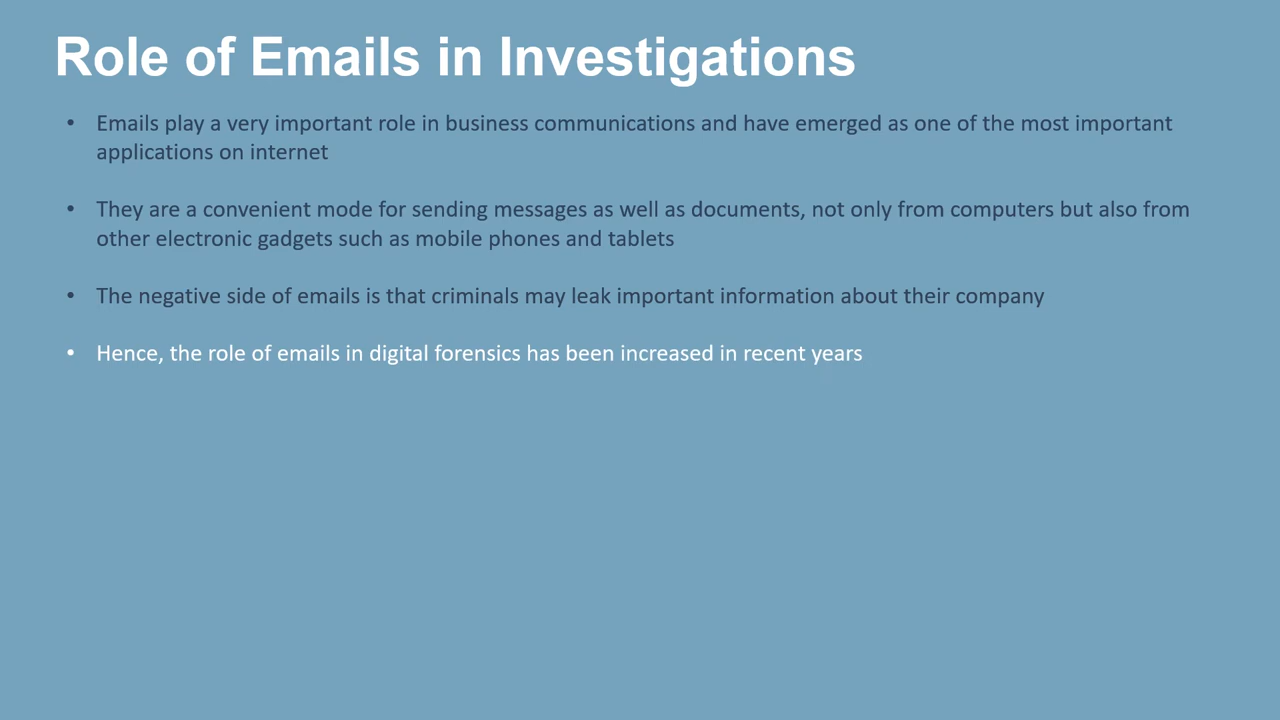 Role of Emails in Investigations
• Emails play a very important role in business communications and have emerged as one of the most important
applications on internet
• They are a convenient mode for sending messages as well as documents, not only from computers but also from
other electronic gadgets such as mobile phones and tablets
• The negative side of emails is that criminals may leak important information about their company
• Hence, the role of emails in digital forensics has been increased in recent years